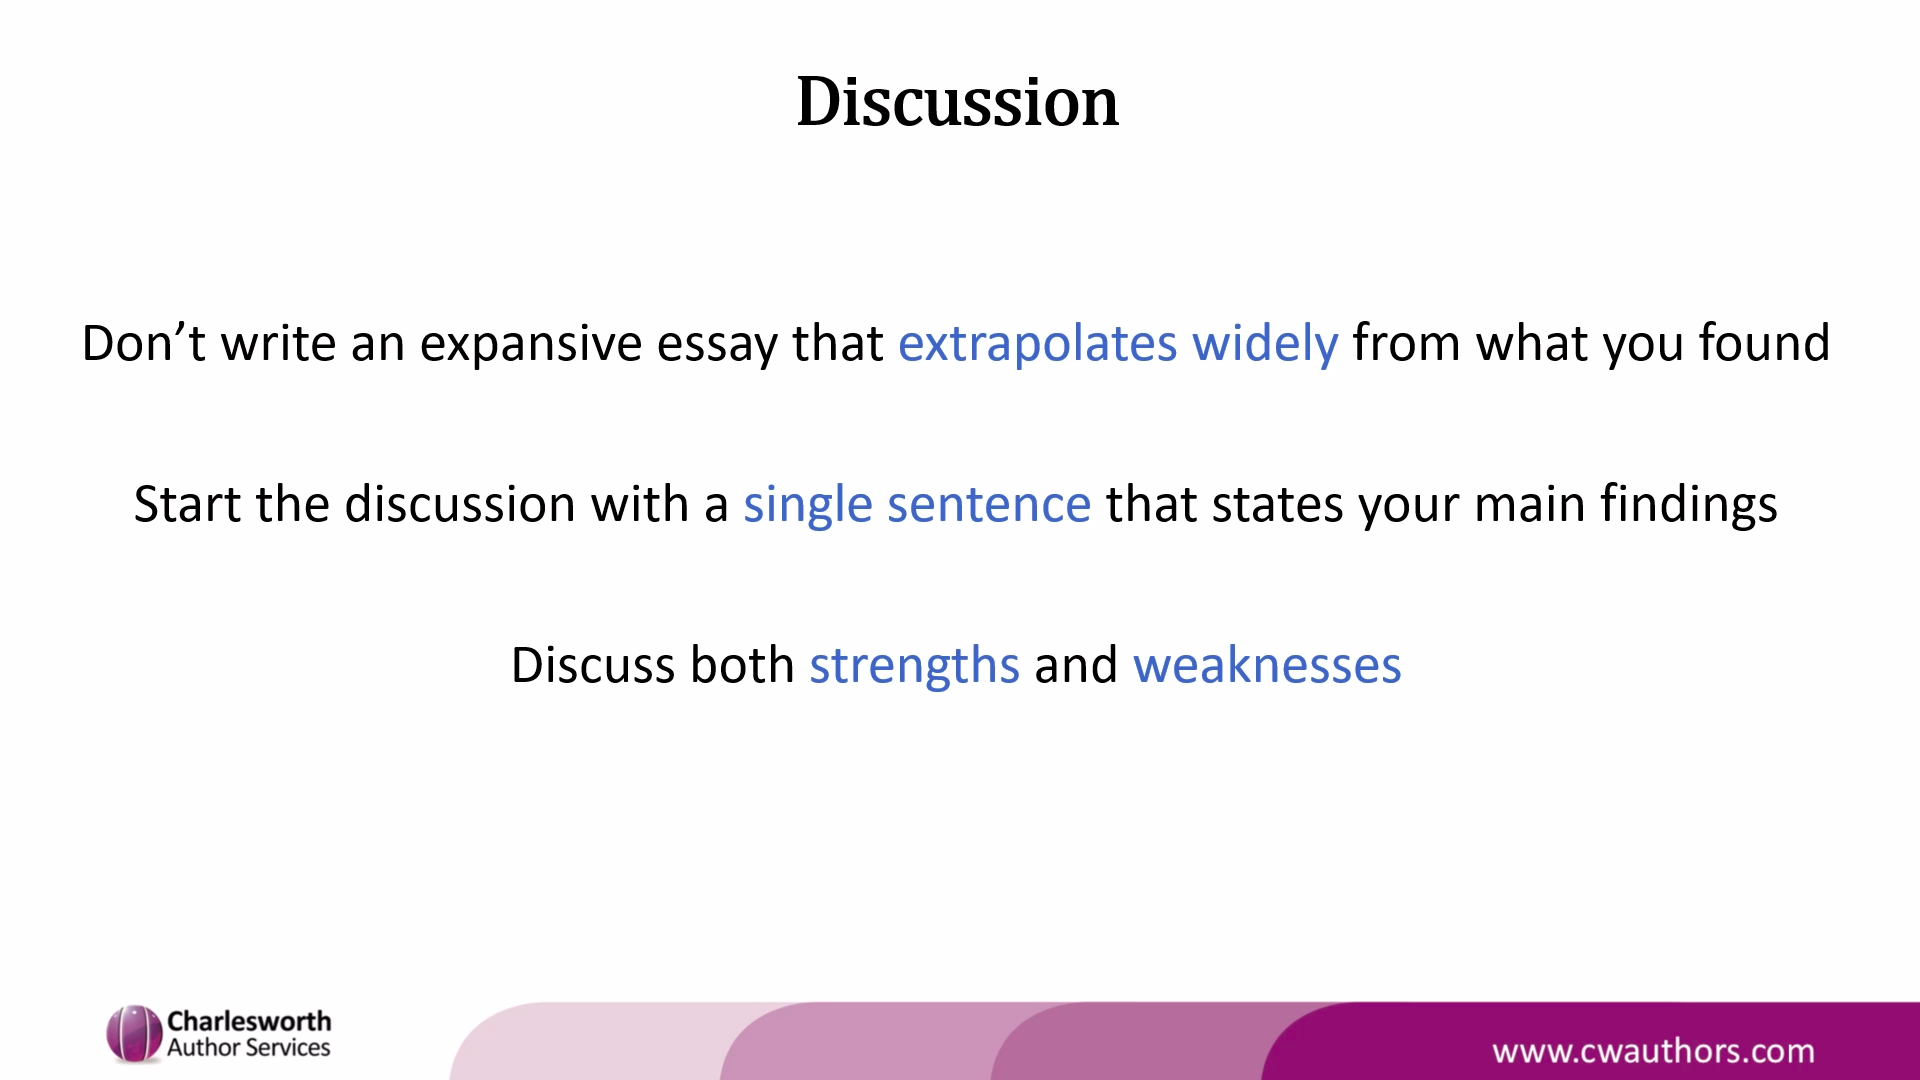 Discussion
Don’t write an expansive essay that extrapolates widely from what you found
Start the discussion with a single sentence that states your main findings
Discuss both strengths and weaknesses
Charlesworth
Author Services
www.cwauthors.com